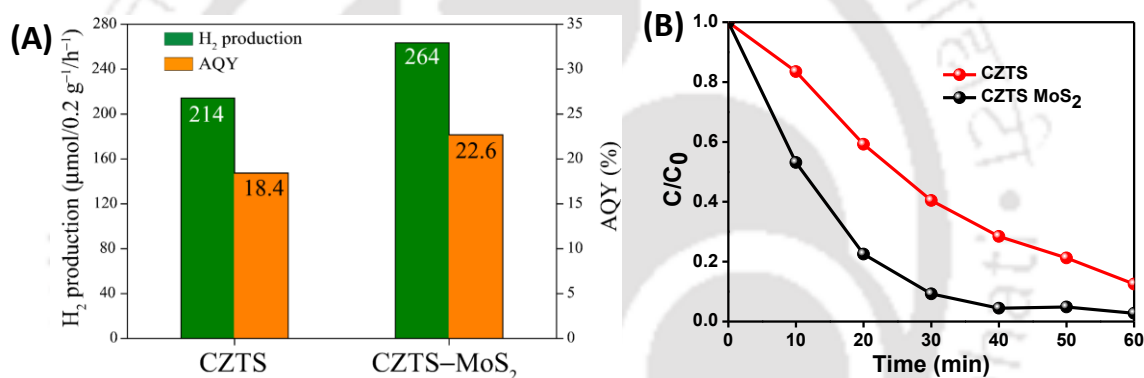 (A)
H₂ production (μmol/0.2 g⁻¹/h⁻¹)
280
240
200
160
120
80
40
0
H₂ production
AQY
214
18.4
264
22.6
CZTS
CZTS–MoS₂
35
30
25
20
15
10
5
0
AQY (%)
(B)
C/C₀
1.0
0.8
0.6
0.4
0.2
0.0
CZTS
CZTS MoS₂
0 10 20 30 40 50 60
Time (min)